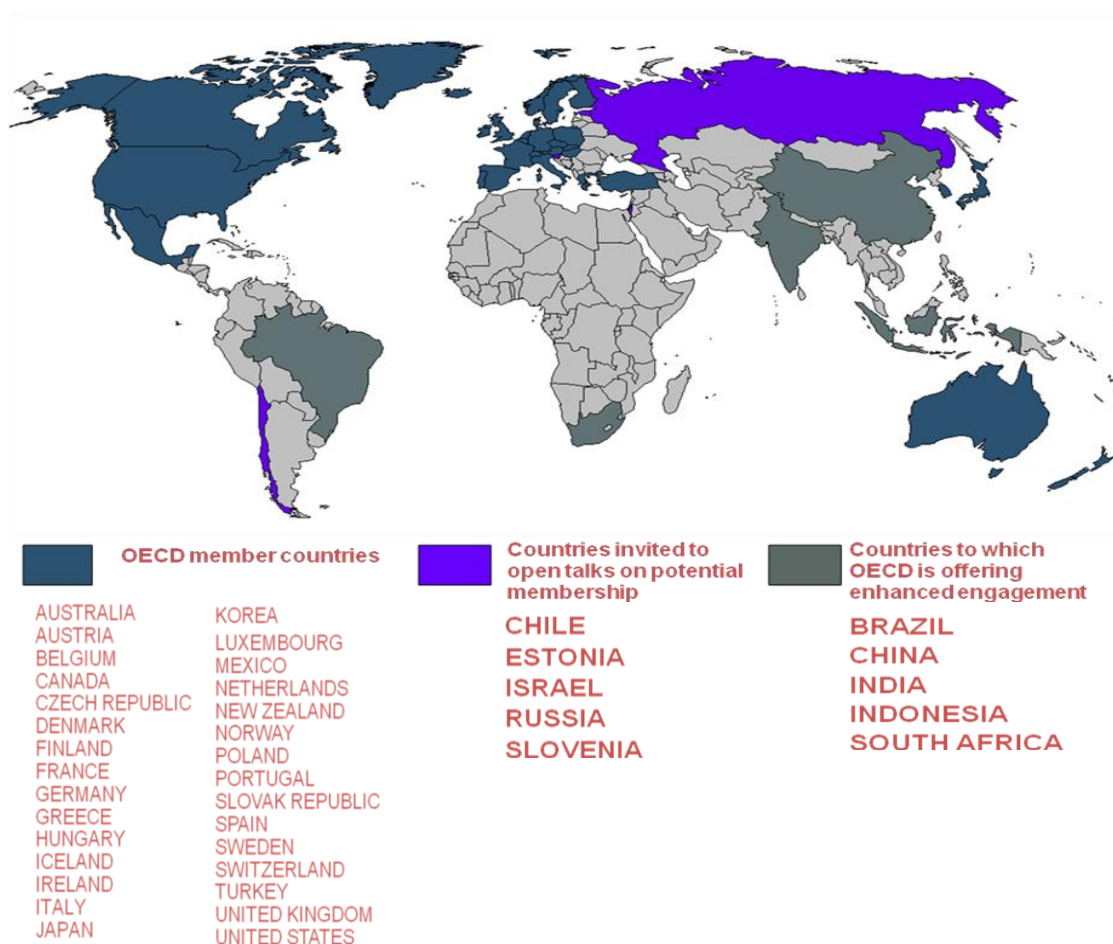 OECD member countries
AUSTRALIA
AUSTRIA
BELGIUM
CANADA
CZECH REPUBLIC
DENMARK
FINLAND
FRANCE
GERMANY
GREECE
HUNGARY
ICELAND
IRELAND
ITALY
JAPAN
KOREA
LUXEMBOURG
MEXICO
NETHERLANDS
NEW ZEALAND
NORWAY
POLAND
PORTUGAL
SLOVAK REPUBLIC
SPAIN
SWEDEN
SWITZERLAND
TURKEY
UNITED KINGDOM
UNITED STATES
Countries invited to
open talks on potential
membership
CHILE
ESTONIA
ISRAEL
RUSSIA
SLOVENIA
Countries to which
OECD is offering
enhanced engagement
BRAZIL
CHINA
INDIA
INDONESIA
SOUTH AFRICA